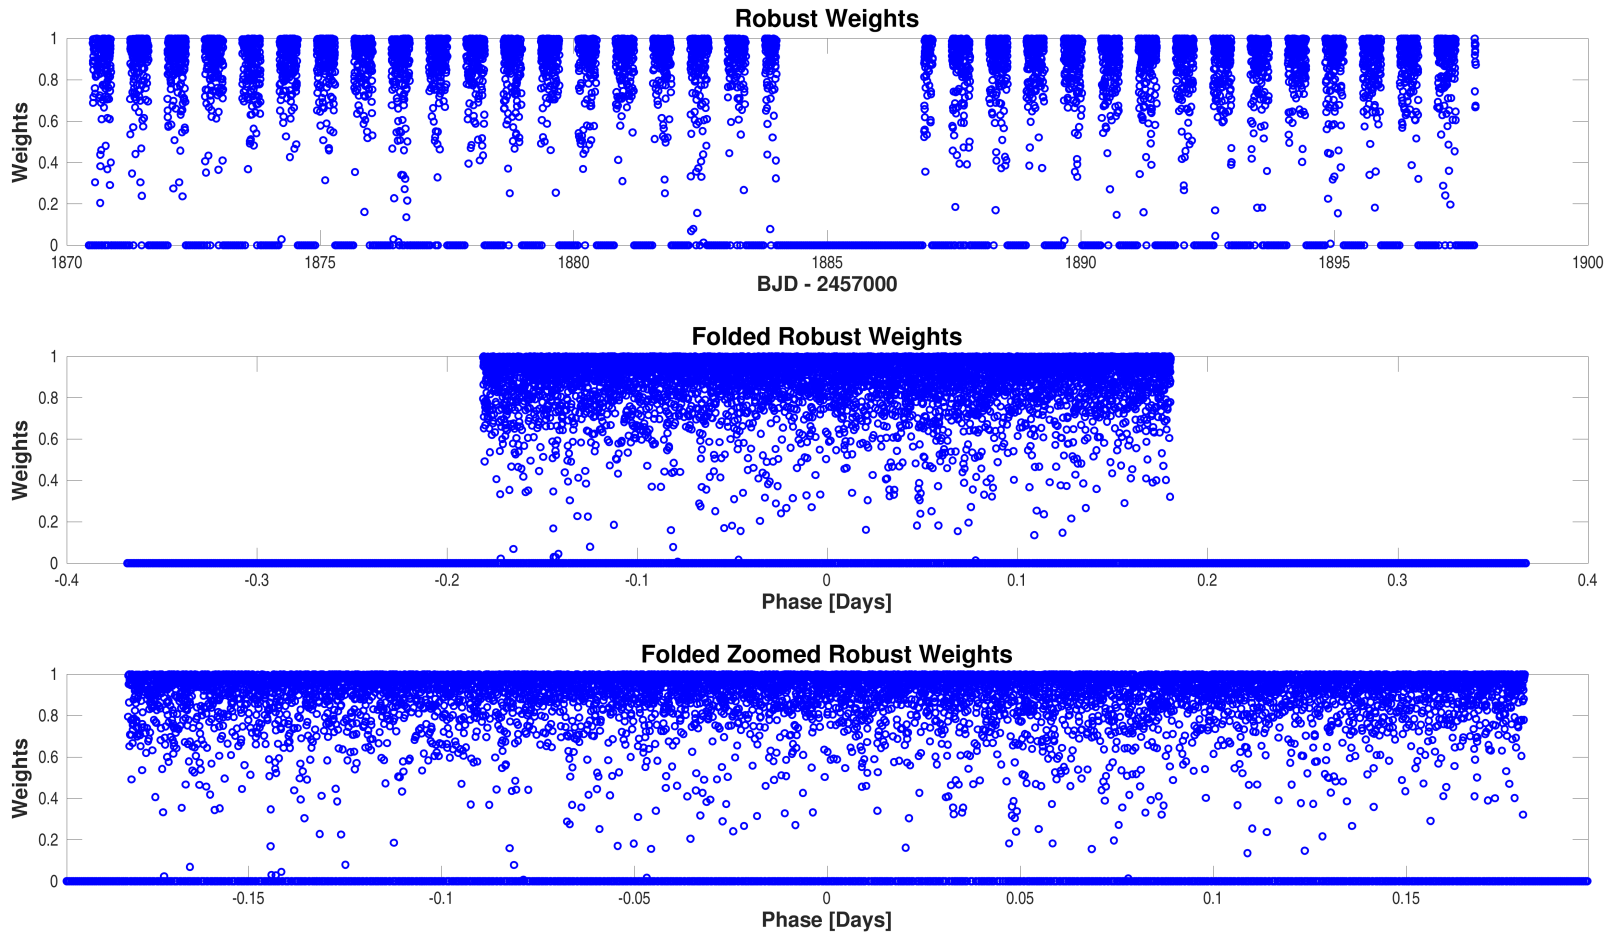 Robust Weights
1
0.8
0.6
0.4
0.2
0
Weights
1870 1875 1880 1885 1890 1895 1900
BJD - 2457000
Folded Robust Weights
1
0.8
0.6
0.4
0.2
0
Weights
-0.4 -0.3 -0.2 -0.1 0 0.1 0.2 0.3 0.4
Phase [Days]
Folded Zoomed Robust Weights
1
0.8
0.6
0.4
0.2
0
Weights
-0.15 -0.1 -0.05 0 0.05 0.1 0.15
Phase [Days]